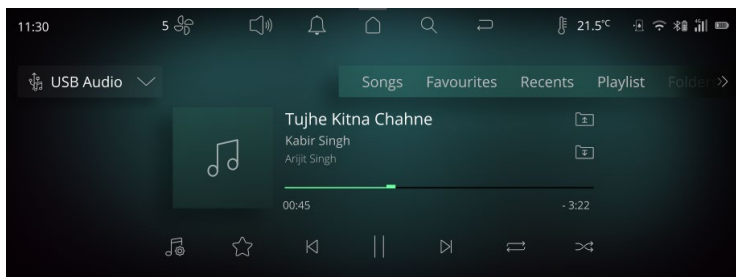 11:30
5
21.5°C
USB Audio
Songs Favourites Recents Playlist Folders
Tujhe Kitna Chahne
Kabir Singh
Arijit Singh
00:45
- 3:22